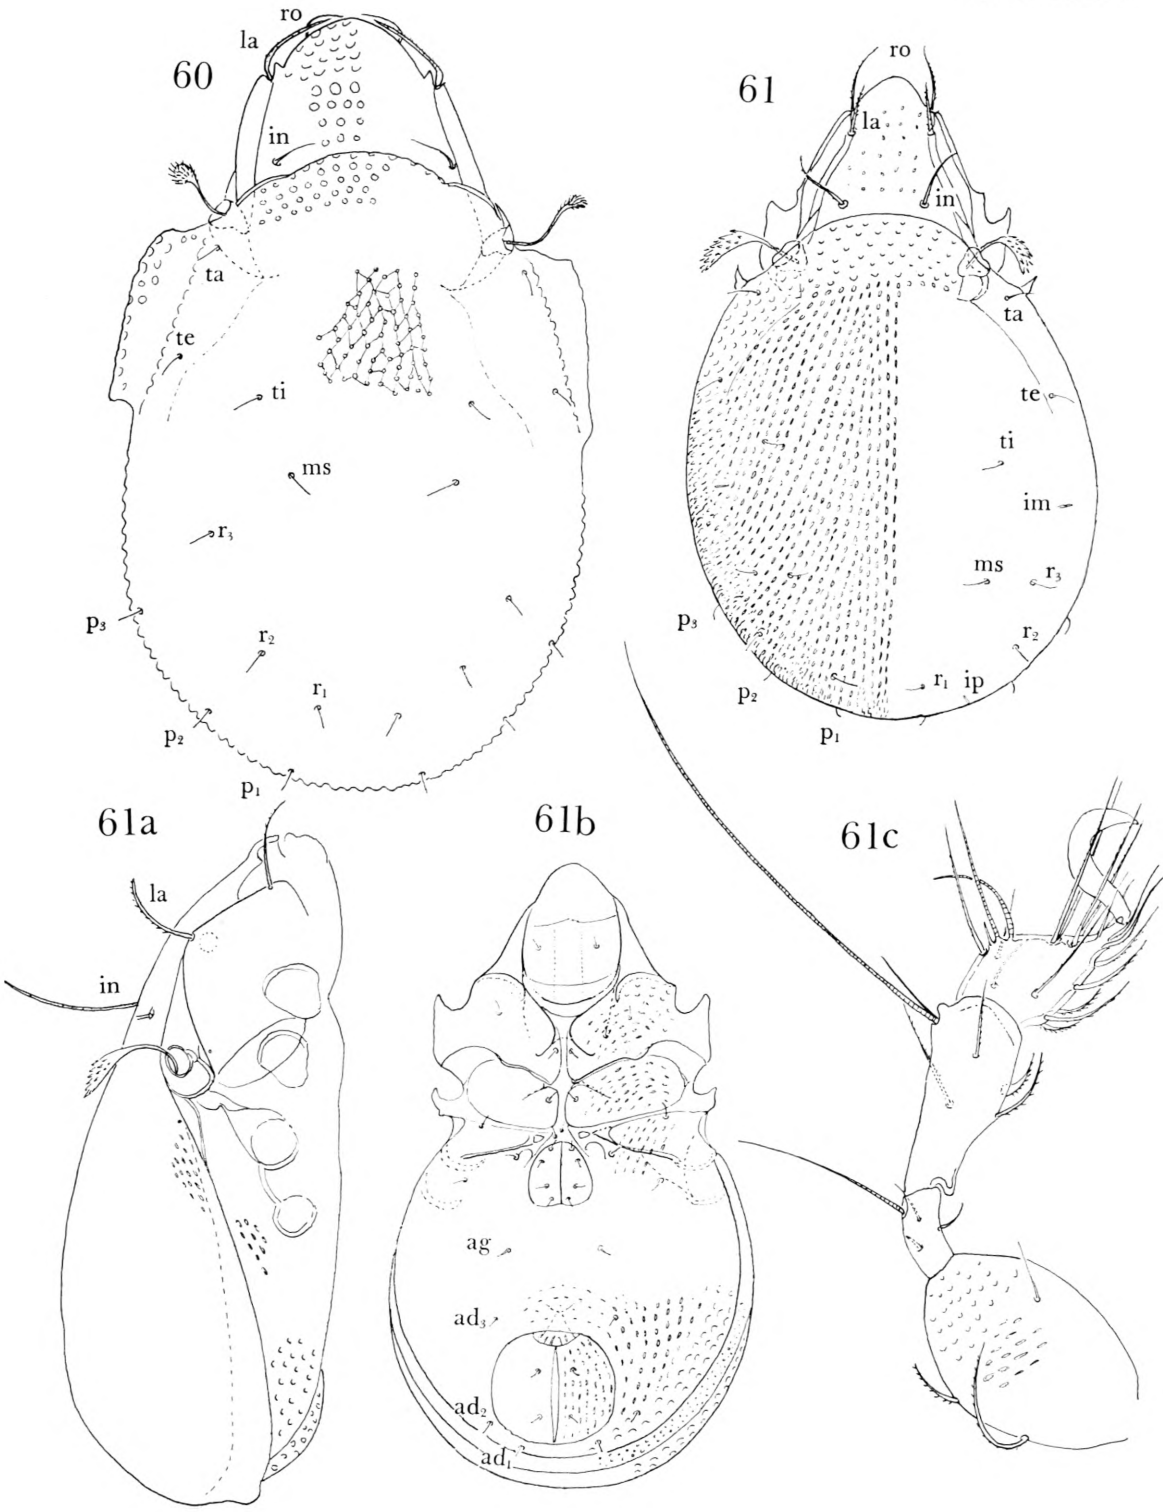 60
ro
la
in
ta
te
ti
ms
r₃
p₃
r₂
r₁
p₂
p₁
61
ro
la
in
ta
te
ti
im
ms
r₃
p₃
r₂
r₁
ip
p₂
p₁
61a
la
in
61b
ag
ad₃
ad₂
ad₁
61c